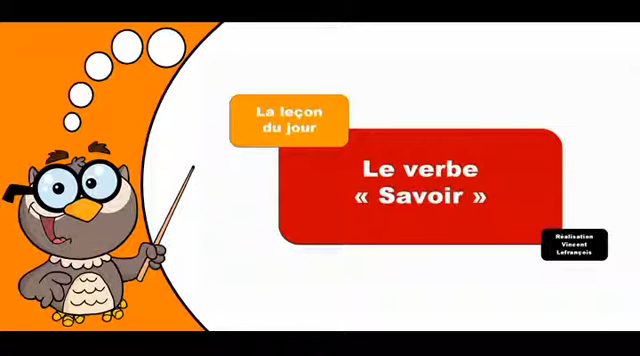 La leçon
du jour
Le verbe
« Savoir »
Réalisation
Vincent
Lefrançois